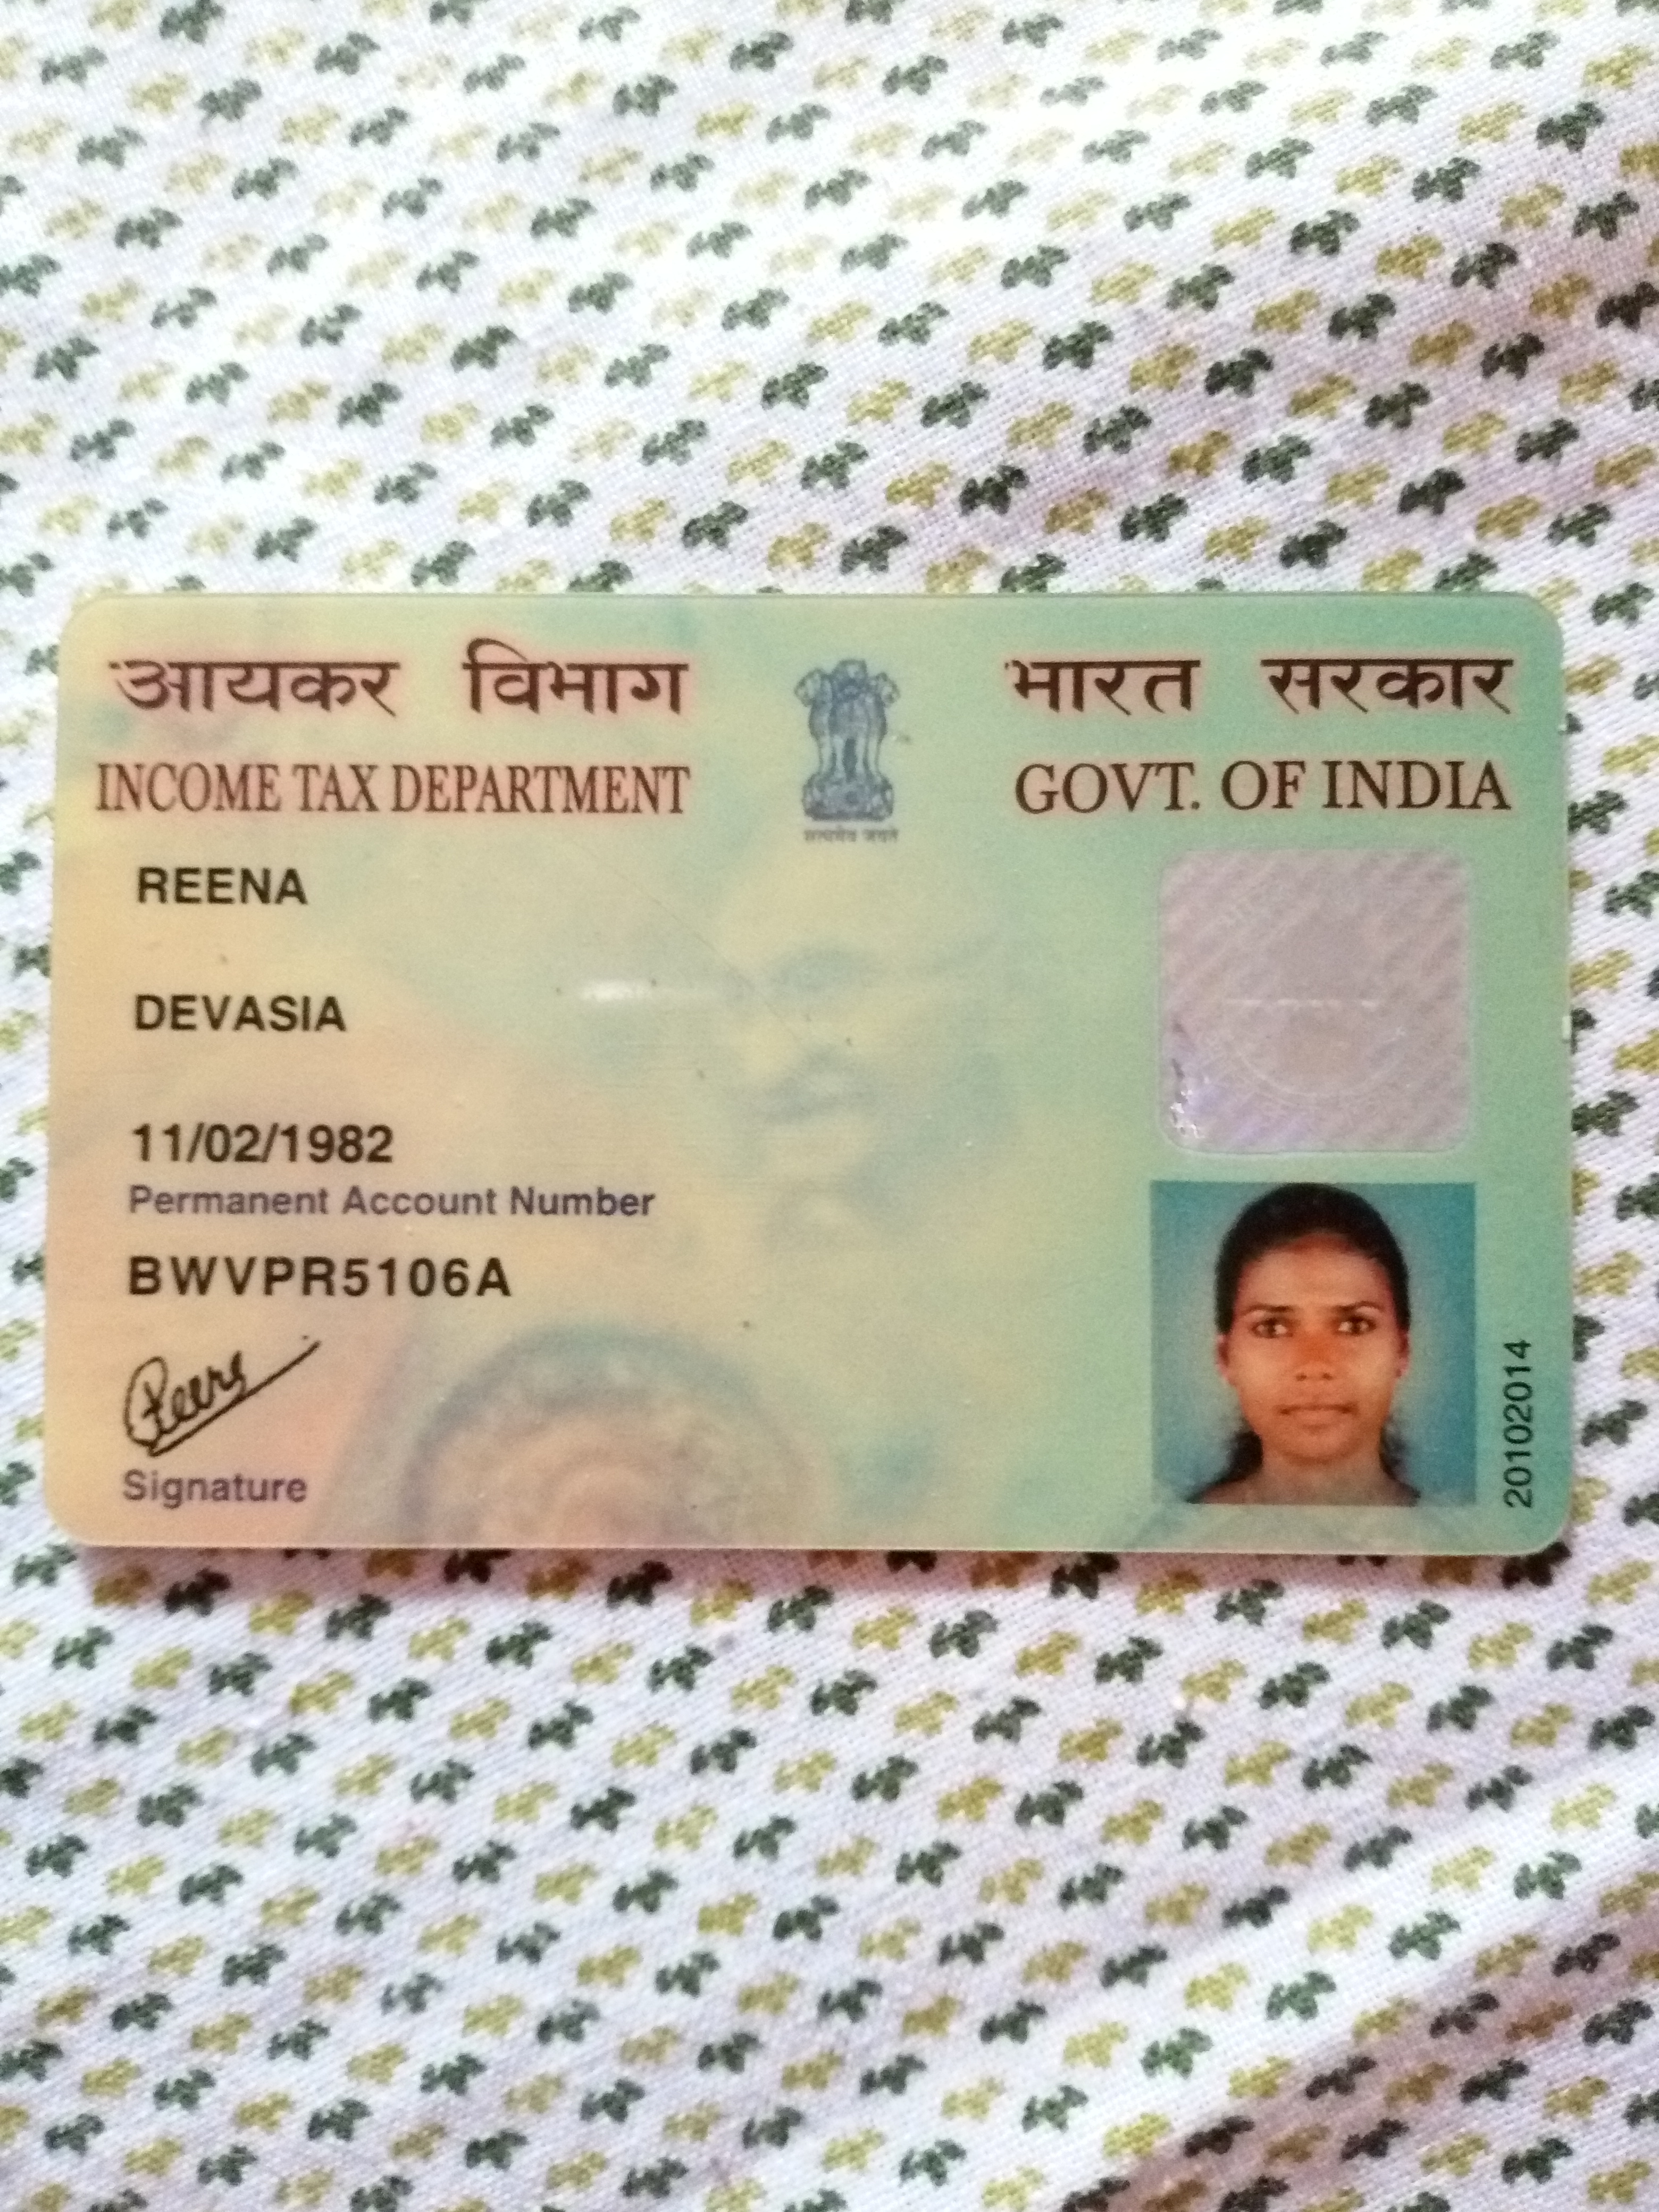 आयकर विभाग
INCOME TAX DEPARTMENT
सत्यमेव जयते
भारत सरकार
GOVT. OF INDIA
REENA
DEVASIA
11/02/1982
Permanent Account Number
BWVPR5106A
Reena
Signature
20102014